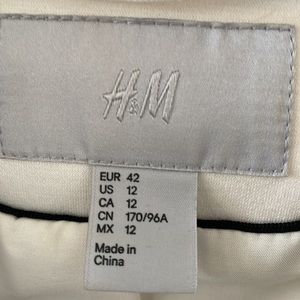 H&M
EUR 42
US 12
CA 12
CN 170/96A
MX 12
Made in
China